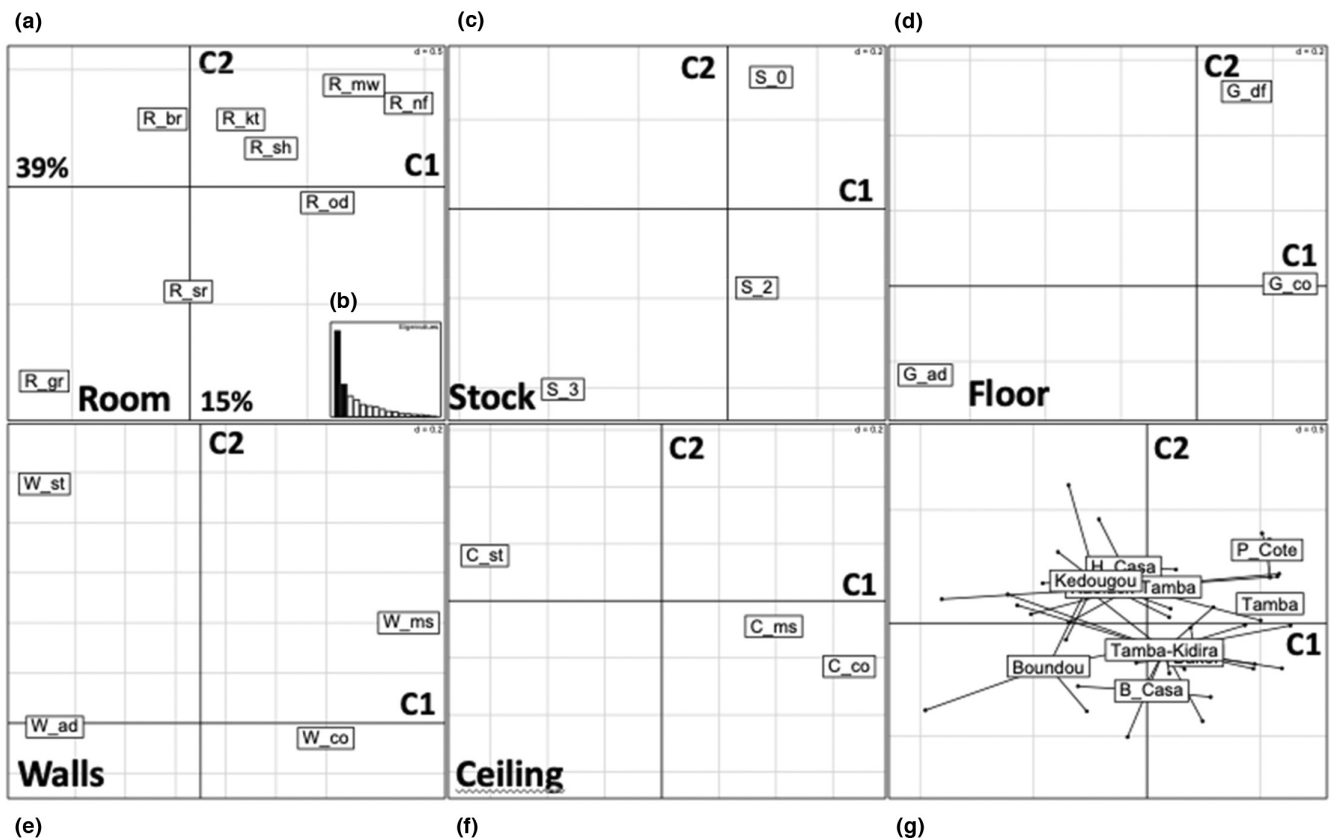 (a)
(c)
(d)
C2
d = 0.5
R_mw
R_nf
R_br
R_kt
R_sh
39%
C1
R_od
R_sr
(b)
Eigenvalues
R_gr
Room
15%
C2
d = 0.2
S_0
C1
S_2
Stock
S_3
C2
d = 0.2
G_df
C1
G_co
G_ad
Floor
C2
d = 0.2
W_st
W_ms
C1
W_ad
W_co
Walls
C2
d = 0.2
C_st
C1
C_ms
C_co
Ceiling
C2
d = 0.5
P_Cote
H_Casa
Kedougou
Tamba
Tamba
C1
Tamba-Kidira
Boundou
B_Casa
(e)
(f)
(g)